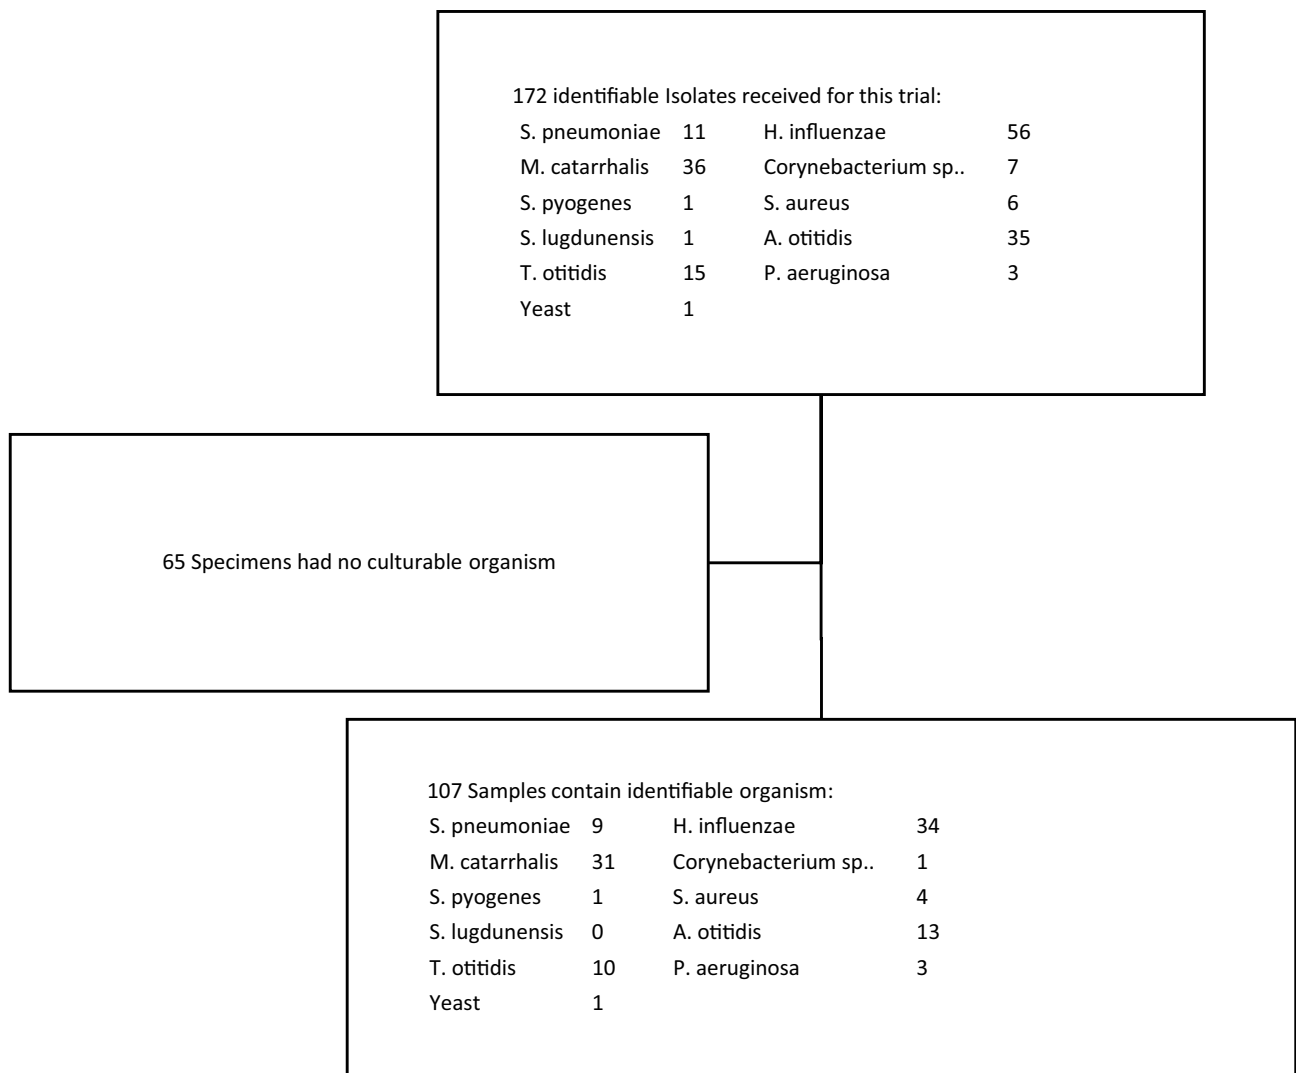 172 identifiable Isolates received for this trial:
S. pneumoniae 11 H. influenzae 56
M. catarrhalis 36 Corynebacterium sp.. 7
S. pyogenes 1 S. aureus 6
S. lugdunensis 1 A. otitidis 35
T. otitidis 15 P. aeruginosa 3
Yeast 1
65 Specimens had no culturable organism
107 Samples contain identifiable organism:
S. pneumoniae 9 H. influenzae 34
M. catarrhalis 31 Corynebacterium sp.. 1
S. pyogenes 1 S. aureus 4
S. lugdunensis 0 A. otitidis 13
T. otitidis 10 P. aeruginosa 3
Yeast 1